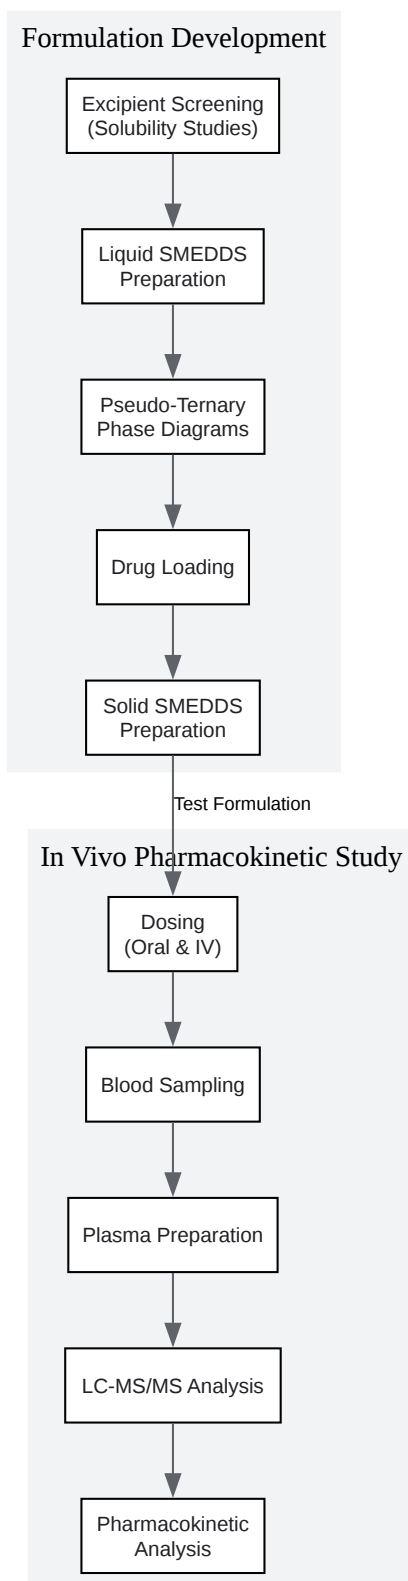 Formulation Development
Excipient Screening
(Solubility Studies)
Liquid SMEDDS
Preparation
Pseudo-Ternary
Phase Diagrams
Drug Loading
Solid SMEDDS
Preparation
Test Formulation
In Vivo Pharmacokinetic Study
Dosing
(Oral & IV)
Blood Sampling
Plasma Preparation
LC-MS/MS Analysis
Pharmacokinetic
Analysis